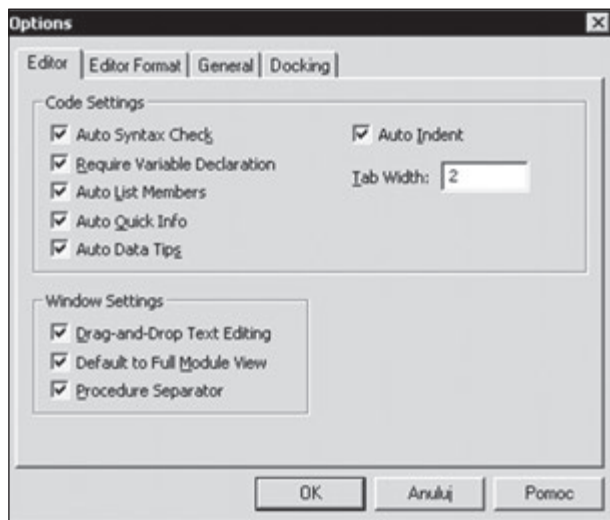 Options
Editor Editor Format General Docking
Code Settings
Auto Syntax Check Auto Indent
Require Variable Declaration Tab Width: 2
Auto List Members
Auto Quick Info
Auto Data Tips
Window Settings
Drag-and-Drop Text Editing
Default to Full Module View
Procedure Separator
OK Anuluj Pomoc